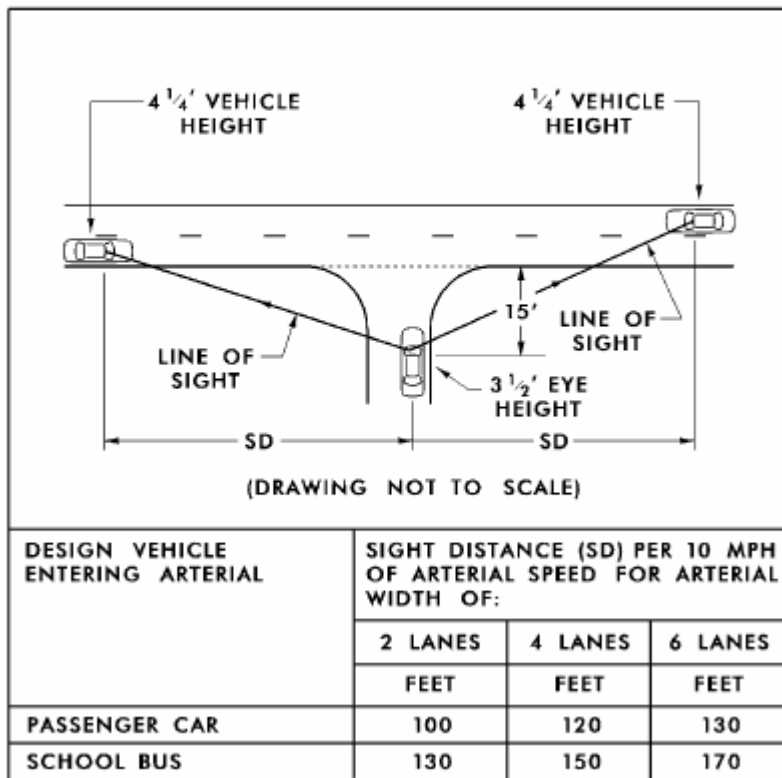 4 1/4' VEHICLE
HEIGHT
4 1/4' VEHICLE
HEIGHT
15'
LINE OF
SIGHT
LINE OF
SIGHT
3 1/2' EYE
HEIGHT
SD
SD
(DRAWING NOT TO SCALE)
DESIGN VEHICLE
ENTERING ARTERIAL
SIGHT DISTANCE (SD) PER 10 MPH
OF ARTERIAL SPEED FOR ARTERIAL
WIDTH OF:
2 LANES 4 LANES 6 LANES
FEET FEET FEET
PASSENGER CAR 100 120 130
SCHOOL BUS 130 150 170